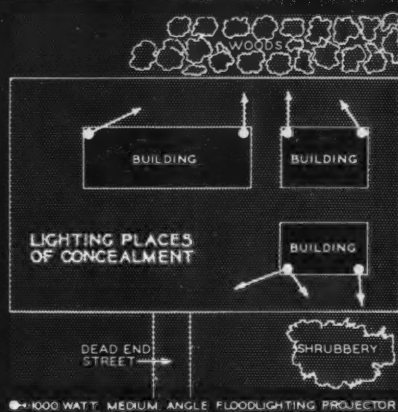 WOODS
BUILDING
BUILDING
LIGHTING PLACES
OF CONCEALMENT
BUILDING
DEAD END
STREET
SHRUBBERY
1000 WATT MEDIUM ANGLE FLOODLIGHTING PROJECTOR